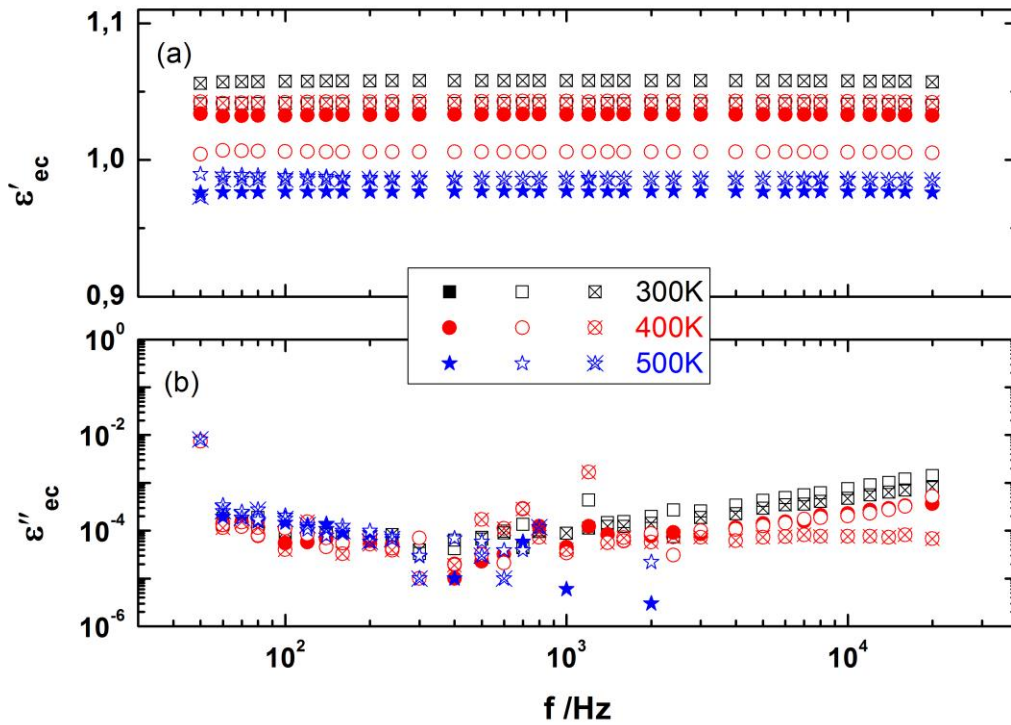 1,1
(a)
1,0
ε′ec
0,9
300K
400K
500K
10⁰
(b)
10⁻²
ε″ec
10⁻⁴
10⁻⁶
10² 10³ 10⁴
f /Hz